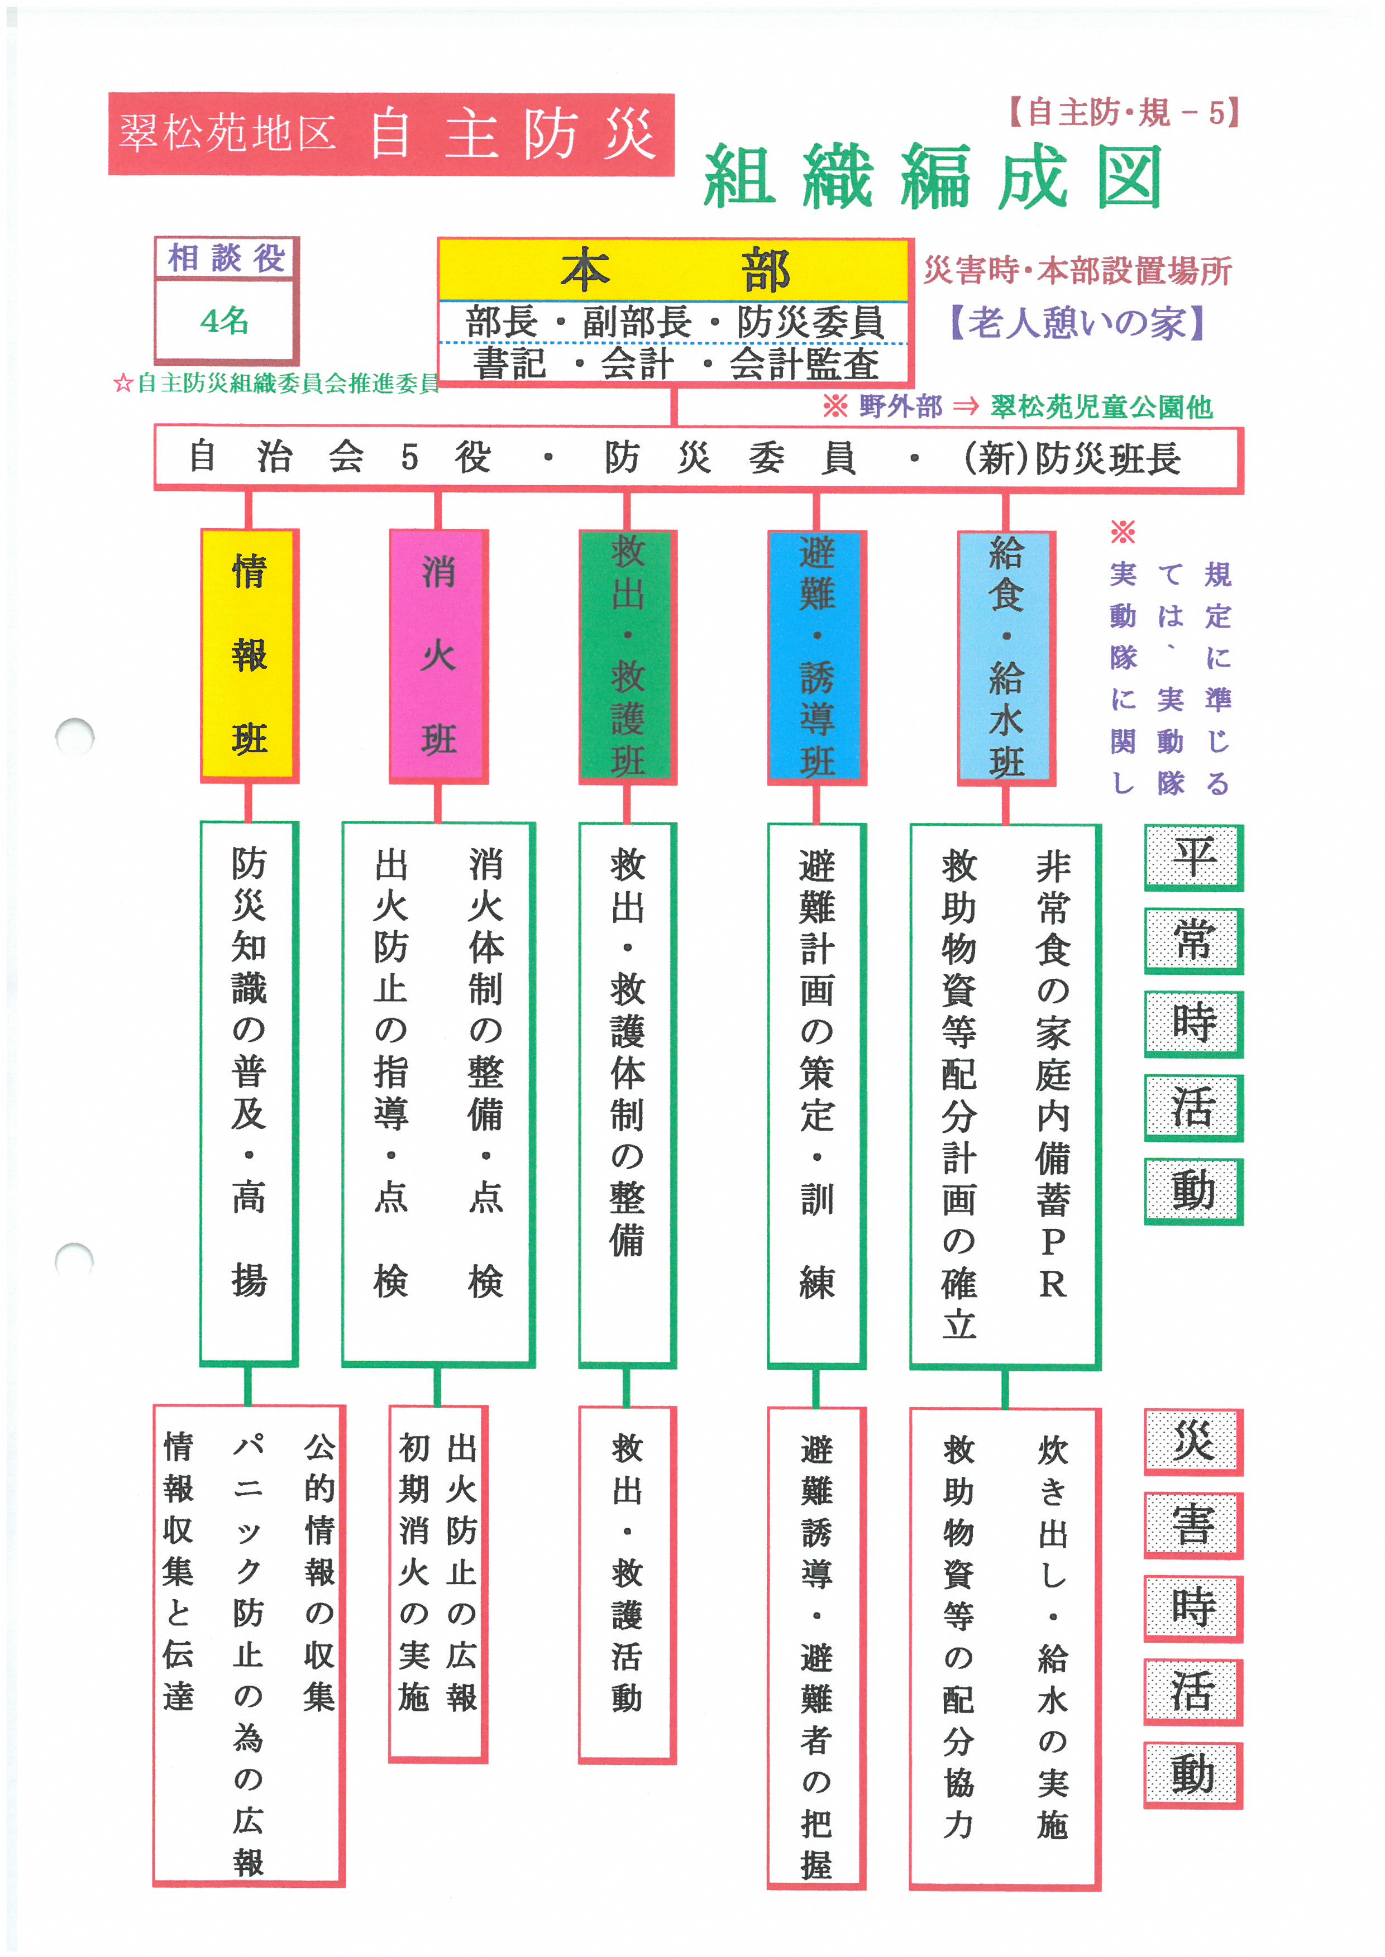 翠松苑地区 自主防災
【自主防・規－5】
組織編成図
相談役
4名
☆自主防災組織委員会推進委員
本 部
部長・副部長・防災委員
書記・会計・会計監査
災害時・本部設置場所
【老人憩いの家】
※ 野外部 ⇒ 翠松苑児童公園他
自治会5役・防災委員・(新)防災班長
情報班
消火班
救出・救護班
避難・誘導班
給食・給水班
※
規定に準じる
ては、実動隊
実動隊に関し
平常時活動
防災知識の普及・高揚
消火体制の整備・点検
出火防止の指導・点検
救出・救護体制の整備
避難計画の策定・訓練
非常食の家庭内備蓄PR
救助物資等配分計画の確立
災害時活動
公的情報の収集
パニック防止の為の広報
情報収集と伝達
出火防止の広報
初期消火の実施
救出・救護活動
避難誘導・避難者の把握
炊き出し・給水の実施
救助物資等の配分協力